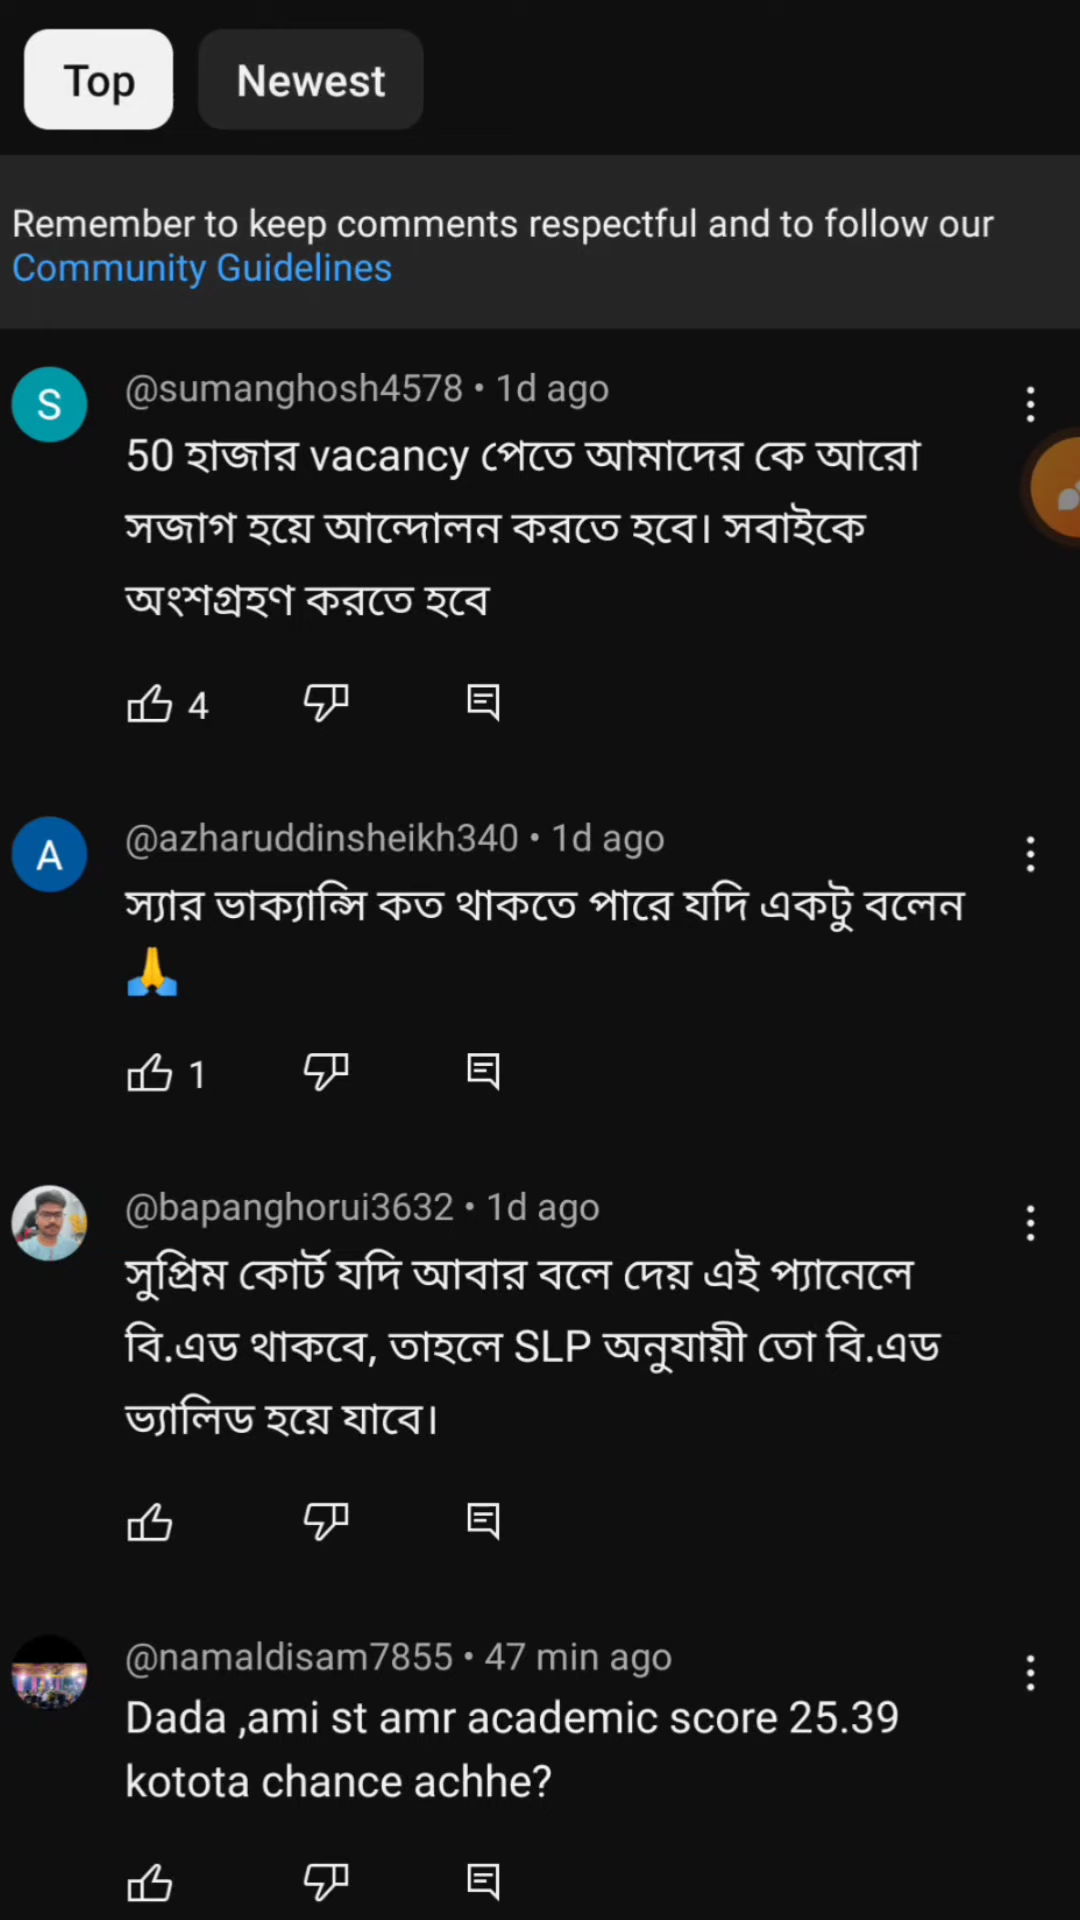 Top Newest
Remember to keep comments respectful and to follow our
Community Guidelines
S @sumanghosh4578 • 1d ago
50 হাজার vacancy পেতে আমাদের কে আরো
সজাগ হয়ে আন্দোলন করতে হবে। সবাইকে
অংশগ্রহণ করতে হবে
4
A @azharuddinsheikh340 • 1d ago
স্যার ভাক্যান্সি কত থাকতে পারে যদি একটু বলেন
🙏
1
@bapanghorui3632 • 1d ago
সুপ্রিম কোর্ট যদি আবার বলে দেয় এই প্যানেলে
বি.এড থাকবে, তাহলে SLP অনুযায়ী তো বি.এড
ভ্যালিড হয়ে যাবে।
@namaldisam7855 • 47 min ago
Dada ,ami st amr academic score 25.39
kotota chance achhe?